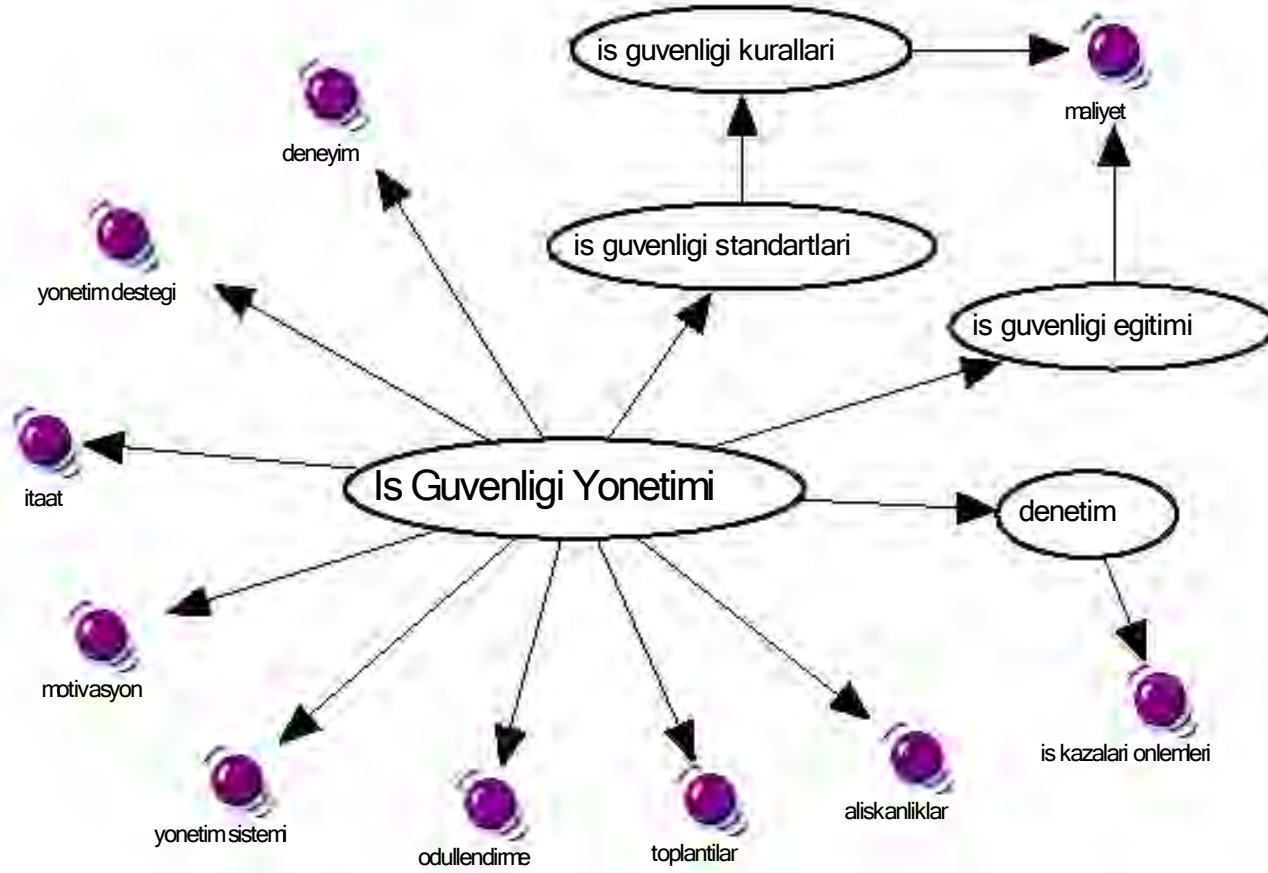 is guvenligi kurallari
maliyet
deneyim
is guvenligi standartlari
yonetim destegi
is guvenligi egitimi
Is Guvenligi Yonetimi
itaat
denetim
motivasyon
is kazalari onlemleri
aliskanliklar
yonetim sistemi
odullendirme
toplantilar